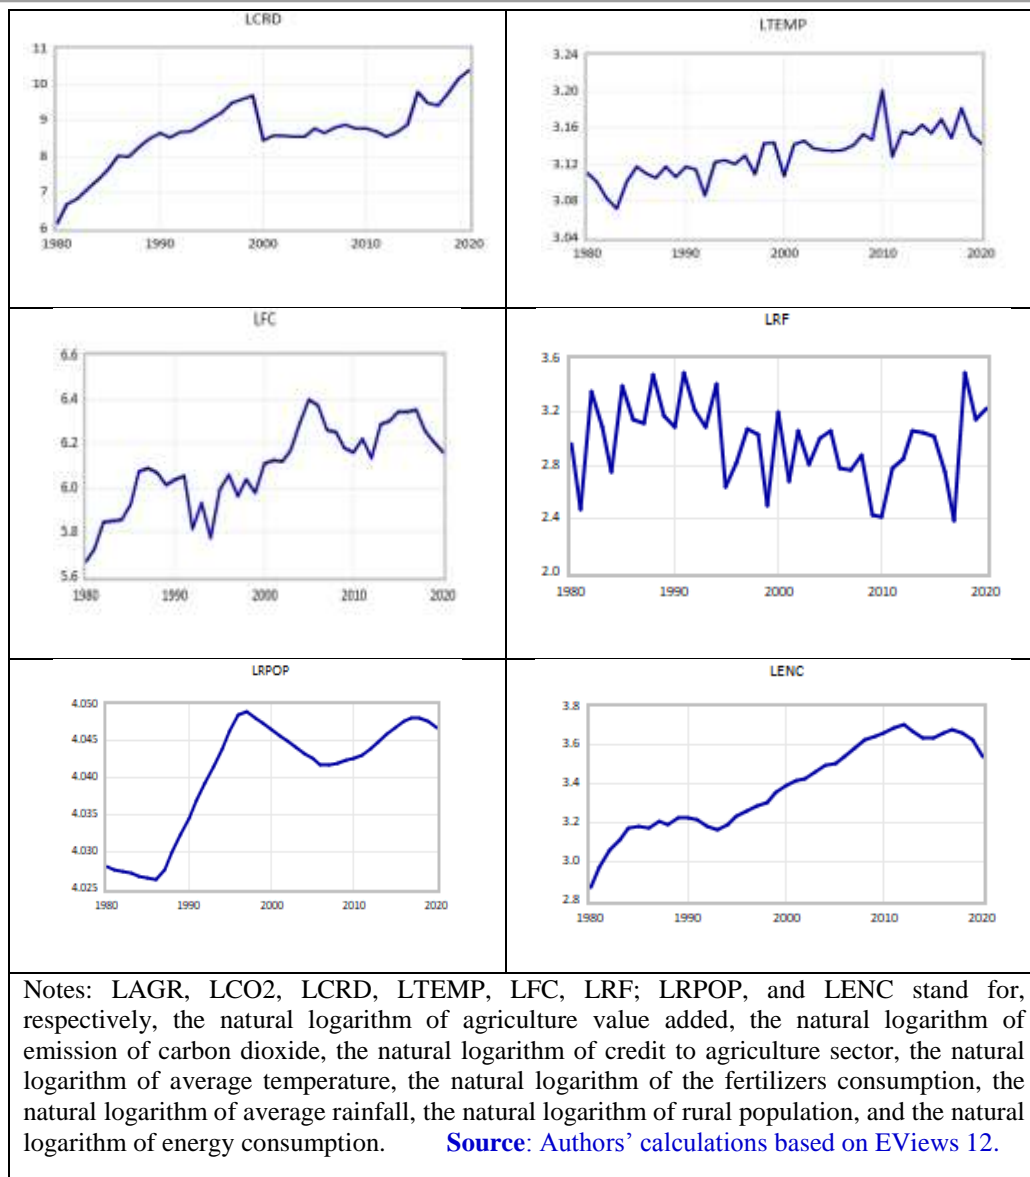 LCRD
11
10
9
8
7
6
1980 1990 2000 2010 2020
LTEMP
3.24
3.20
3.16
3.12
3.08
3.04
1980 1990 2000 2010 2020
LFC
6.6
6.4
6.2
6.0
5.8
5.6
1980 1990 2000 2010 2020
LRF
3.6
3.2
2.8
2.4
2.0
1980 1990 2000 2010 2020
LRPOP
4.050
4.045
4.040
4.035
4.030
4.025
1980 1990 2000 2010 2020
LENC
3.8
3.6
3.4
3.2
3.0
2.8
1980 1990 2000 2010 2020
Notes: LAGR, LCO2, LCRD, LTEMP, LFC, LRF; LRPOP, and LENC stand for,
respectively, the natural logarithm of agriculture value added, the natural logarithm of
emission of carbon dioxide, the natural logarithm of credit to agriculture sector, the natural
logarithm of average temperature, the natural logarithm of the fertilizers consumption, the
natural logarithm of average rainfall, the natural logarithm of rural population, and the natural
logarithm of energy consumption. Source: Authors’ calculations based on EViews 12.